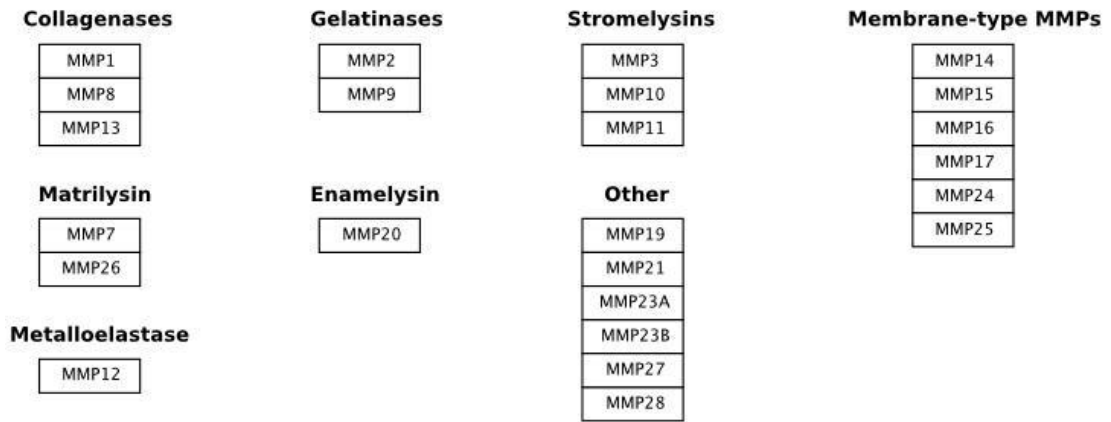 Collagenases
MMP1
MMP8
MMP13
Gelatinases
MMP2
MMP9
Stromelysins
MMP3
MMP10
MMP11
Membrane-type MMPs
MMP14
MMP15
MMP16
MMP17
MMP24
MMP25
Matrilysin
MMP7
MMP26
Enamelysin
MMP20
Other
MMP19
MMP21
MMP23A
MMP23B
MMP27
MMP28
Metalloelastase
MMP12